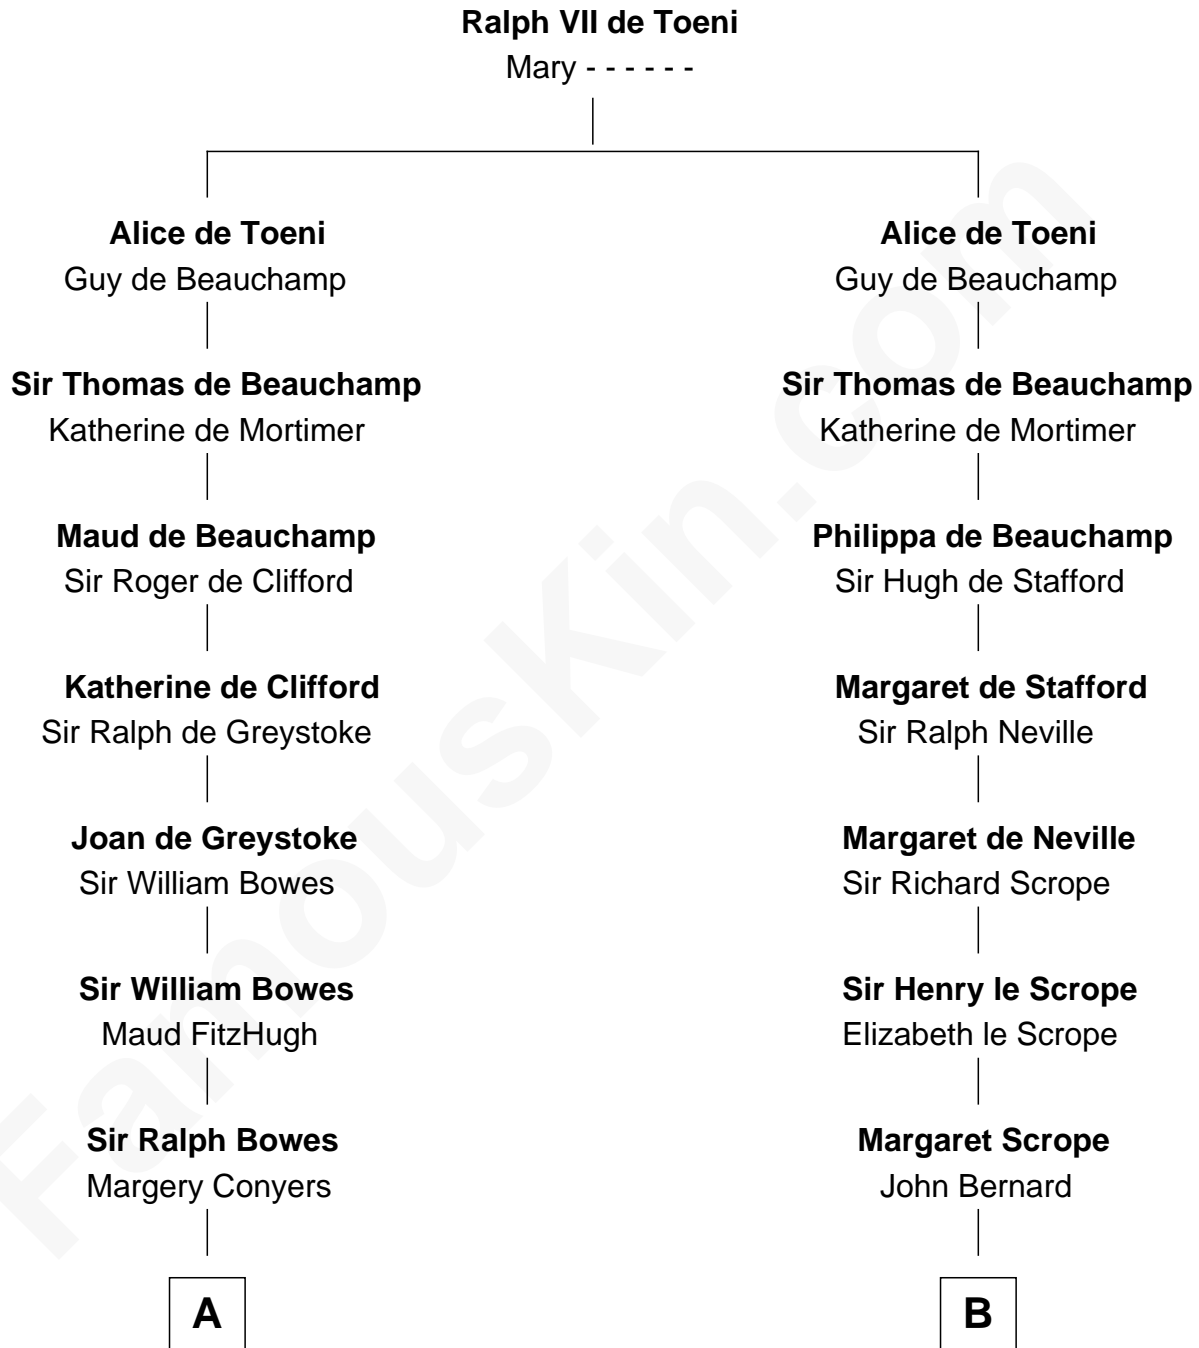 Ralph VII de Toeni
Mary - - - - - -
Alice de Toeni
Guy de Beauchamp
Alice de Toeni
Guy de Beauchamp
Sir Thomas de Beauchamp
Katherine de Mortimer
Sir Thomas de Beauchamp
Katherine de Mortimer
Maud de Beauchamp
Sir Roger de Clifford
Philippa de Beauchamp
Sir Hugh de Stafford
Katherine de Clifford
Sir Ralph de Greystoke
Margaret de Stafford
Sir Ralph Neville
Joan de Greystoke
Sir William Bowes
Margaret de Neville
Sir Richard Scrope
Sir William Bowes
Maud FitzHugh
Sir Henry le Scrope
Elizabeth le Scrope
Sir Ralph Bowes
Margery Conyers
Margaret Scrope
John Bernard
A
B
FamousKin.com